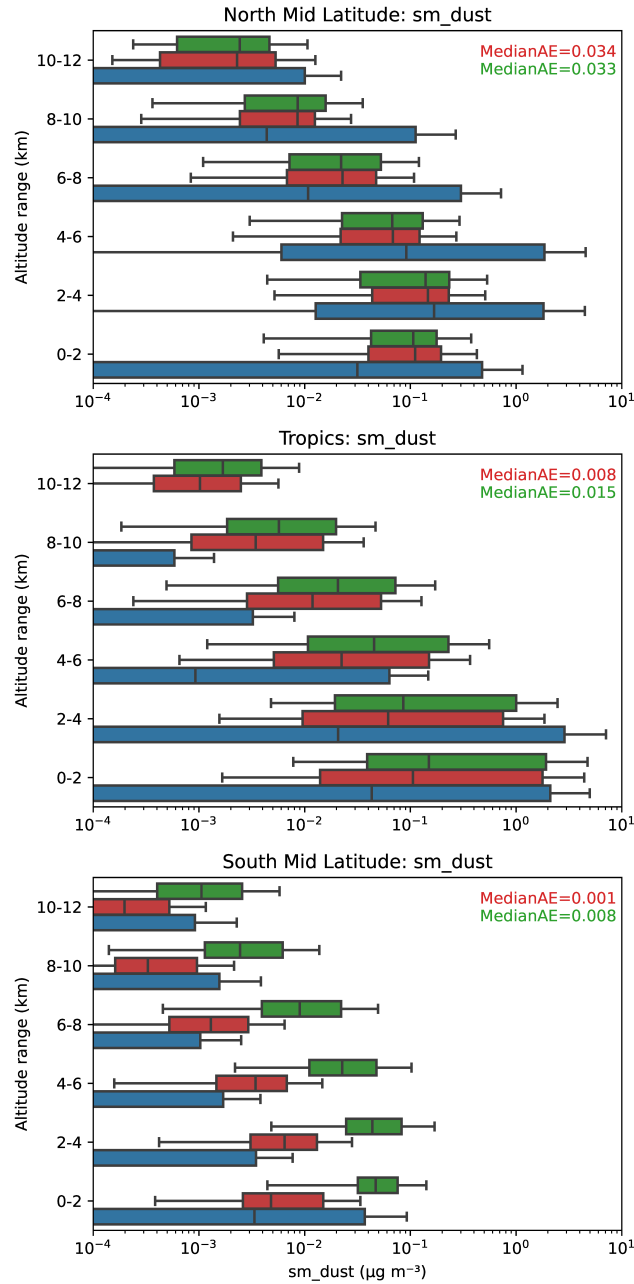 North Mid Latitude: sm_dust
MedianAE=0.034
MedianAE=0.033
Altitude range (km)
10-12
8-10
6-8
4-6
2-4
0-2
10⁻⁴ 10⁻³ 10⁻² 10⁻¹ 10⁰ 10¹
Tropics: sm_dust
MedianAE=0.008
MedianAE=0.015
Altitude range (km)
10-12
8-10
6-8
4-6
2-4
0-2
10⁻⁴ 10⁻³ 10⁻² 10⁻¹ 10⁰ 10¹
South Mid Latitude: sm_dust
MedianAE=0.001
MedianAE=0.008
Altitude range (km)
10-12
8-10
6-8
4-6
2-4
0-2
10⁻⁴ 10⁻³ 10⁻² 10⁻¹ 10⁰ 10¹
sm_dust (μg m⁻³)